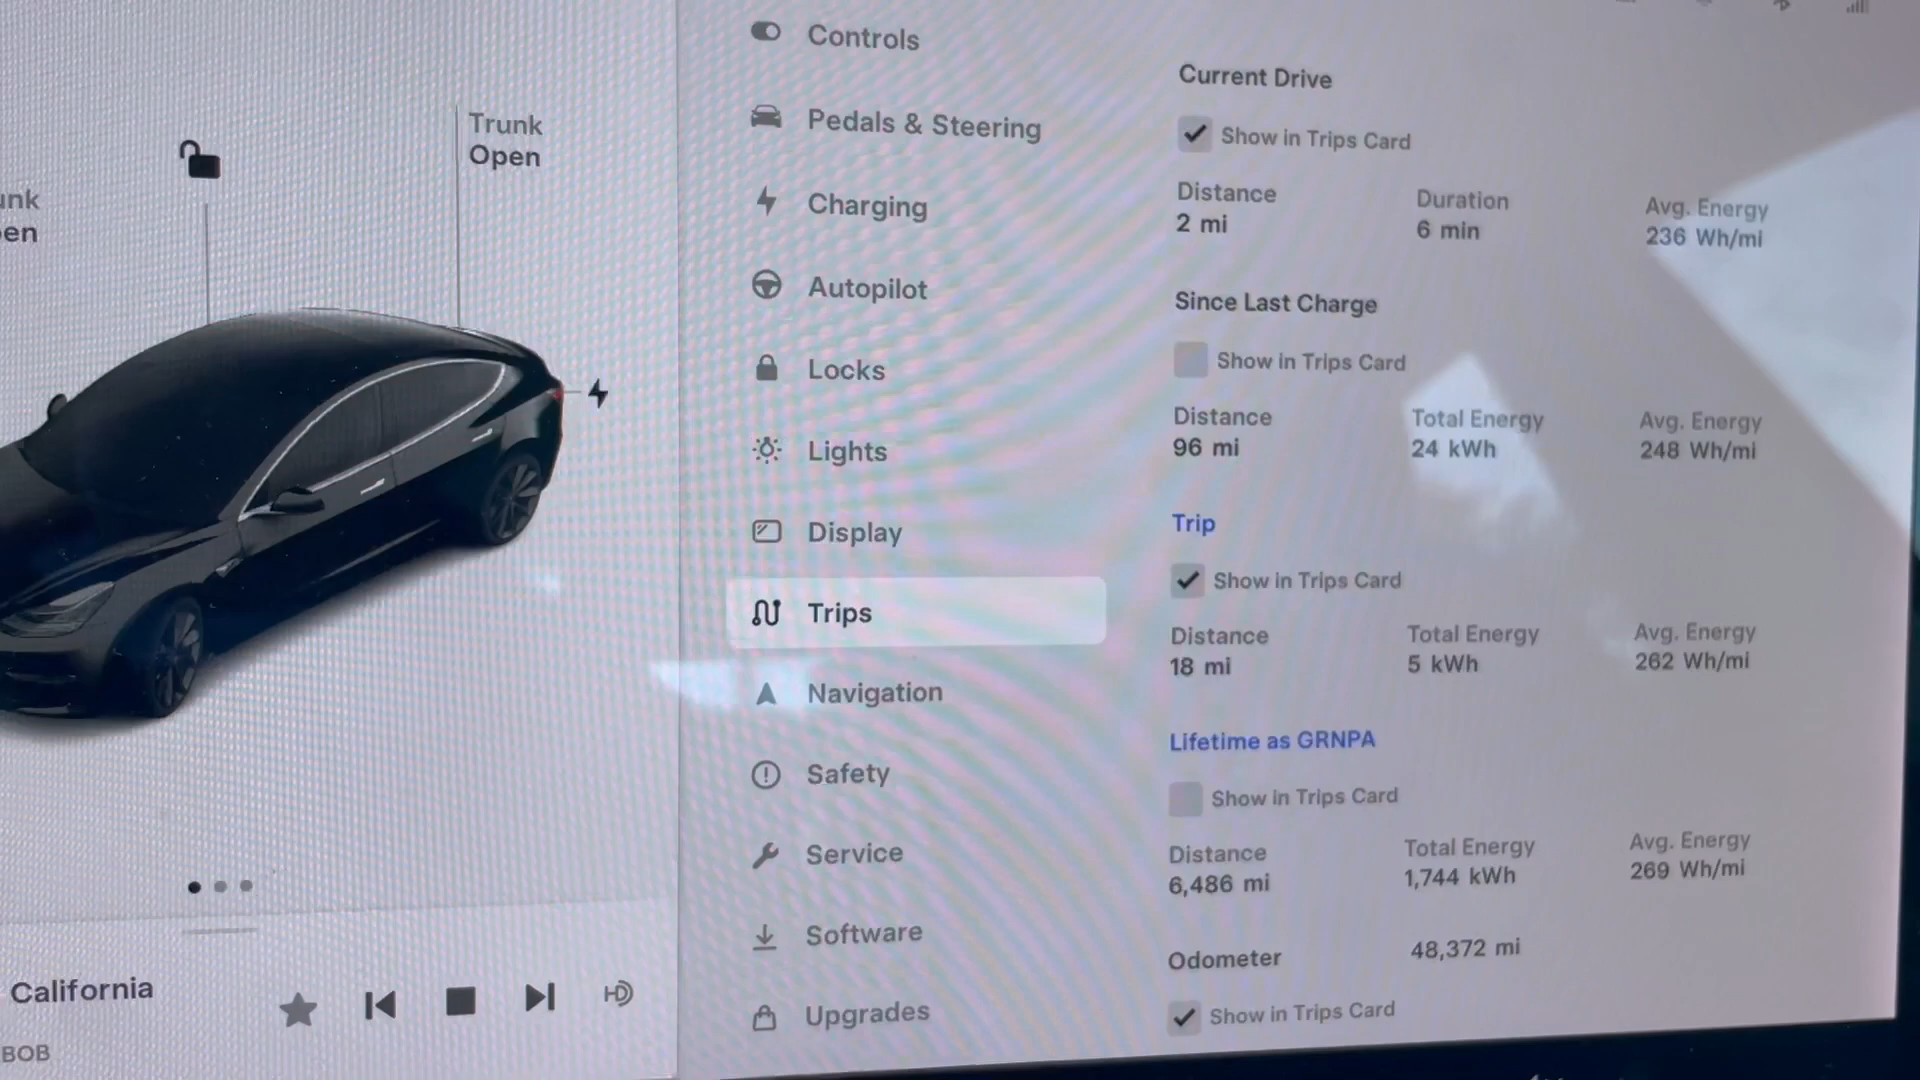 Trunk
Open
Controls
Pedals & Steering
Charging
Autopilot
Locks
Lights
Display
Trips
Navigation
Safety
Service
Software
Upgrades
Current Drive
Show in Trips Card
Distance Duration Avg. Energy
2 mi 6 min 236 Wh/mi
Since Last Charge
Show in Trips Card
Distance Total Energy Avg. Energy
96 mi 24 kWh 248 Wh/mi
Trip
Show in Trips Card
Distance Total Energy Avg. Energy
18 mi 5 kWh 262 Wh/mi
Lifetime as GRNPA
Show in Trips Card
Distance Total Energy Avg. Energy
6,486 mi 1,744 kWh 269 Wh/mi
Odometer 48,372 mi
Show in Trips Card
California
BOB